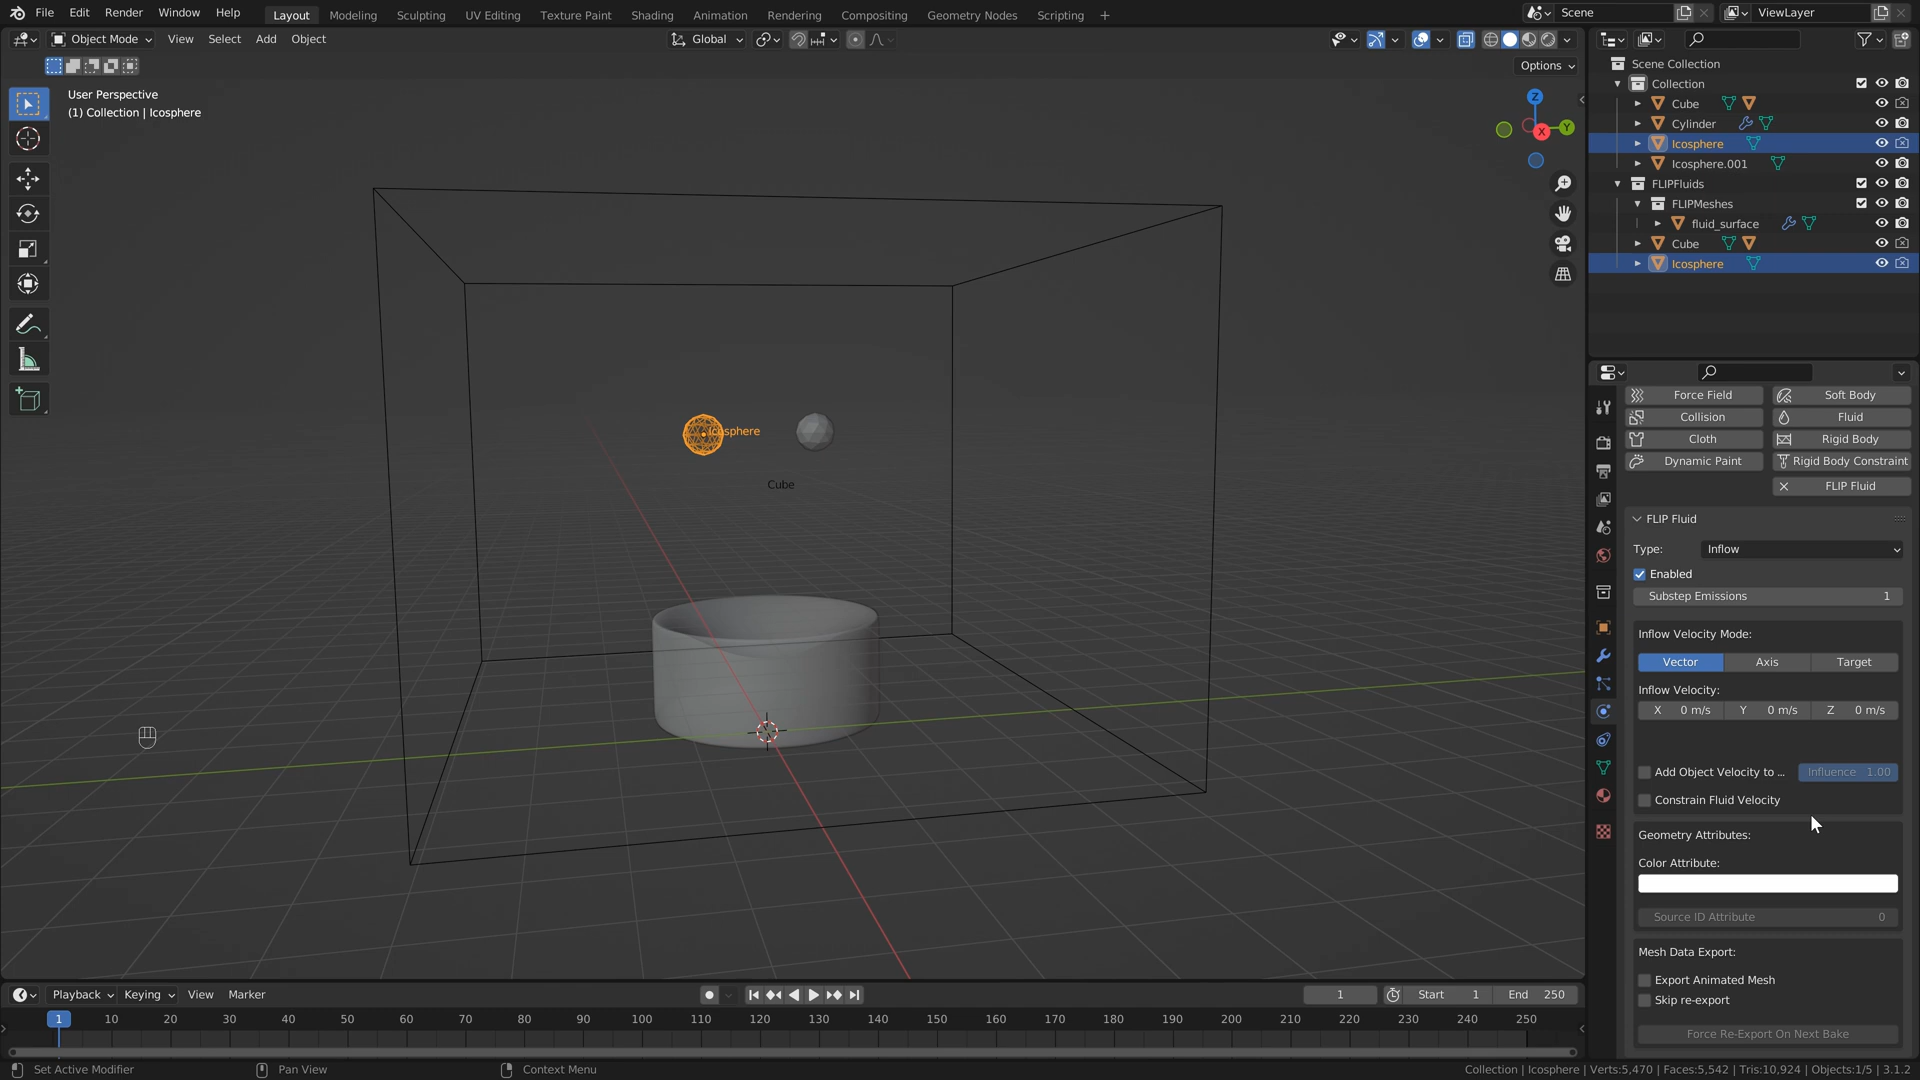 File Edit Render Window Help
Layout Modeling Sculpting UV Editing Texture Paint Shading Animation Rendering Compositing Geometry Nodes Scripting +
Scene
ViewLayer
Object Mode View Select Add Object
Global
Options
User Perspective
(1) Collection | Icosphere
Z
X
Y
Icosphere
Cube
Scene Collection
Collection
Cube
Cylinder
Icosphere
Icosphere.001
FLIPFluids
FLIPMeshes
fluid_surface
Cube
Icosphere
Force Field Soft Body
Collision Fluid
Cloth Rigid Body
Dynamic Paint Rigid Body Constraint
FLIP Fluid
FLIP Fluid
Type: Inflow
Enabled
Substep Emissions 1
Inflow Velocity Mode:
Vector Axis Target
Inflow Velocity:
X 0 m/s Y 0 m/s Z 0 m/s
Add Object Velocity to ... Influence 1.00
Constrain Fluid Velocity
Geometry Attributes:
Color Attribute:
Source ID Attribute 0
Mesh Data Export:
Export Animated Mesh
Skip re-export
Force Re-Export On Next Bake
Playback Keying View Marker
1 Start 1 End 250
1 10 20 30 40 50 60 70 80 90 100 110 120 130 140 150 160 170 180 190 200 210 220 230 240 250
Set Active Modifier Pan View Context Menu
Collection | Icosphere | Verts:5,470 | Faces:5,542 | Tris:10,924 | Objects:1/5 | 3.1.2